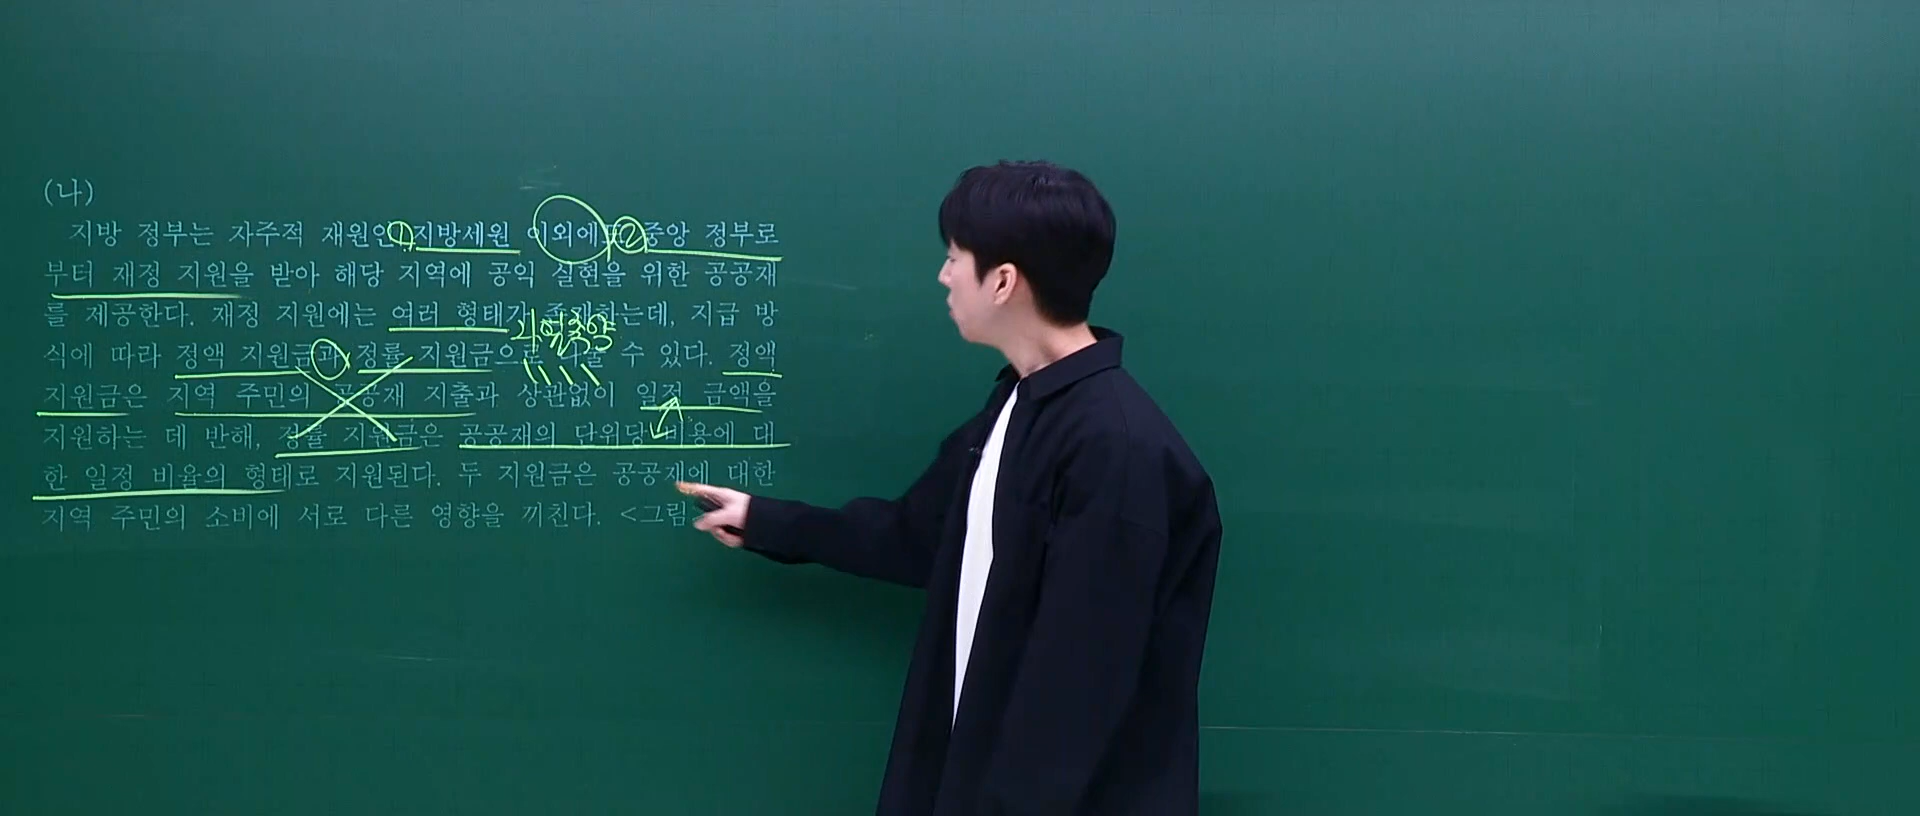 (나)
지방 정부는 자주적 재원인 ① 지방세원 이외에도 ② 중앙 정부로
부터 재정 지원을 받아 해당 지역에 공익 실현을 위한 공공재
를 제공한다. 재정 지원에는 여러 형태가 존재하는데, 지급 방
식에 따라 정액 지원금과 정률 지원금으로 나눌 수 있다. 정액
지원금은 지역 주민의 공공재 지출과 상관없이 일정 금액을
지원하는 데 반해, 정률 지원금은 공공재의 단위당 비용에 대
한 일정 비율의 형태로 지원된다. 두 지원금은 공공재에 대한
지역 주민의 소비에 서로 다른 영향을 끼친다. <그림